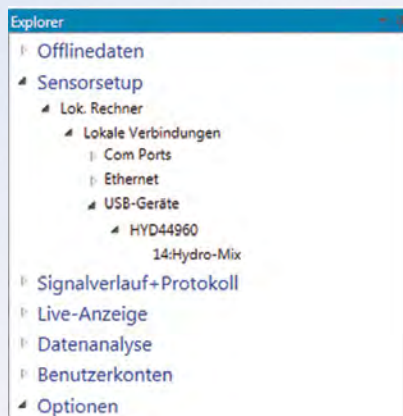 Explorer
Offlinedaten
Sensorsetup
Lok. Rechner
Lokale Verbindungen
Com Ports
Ethernet
USB-Geräte
HYD44960
14:Hydro-Mix
Signalverlauf+Protokoll
Live-Anzeige
Datenanalyse
Benutzerkonten
Optionen